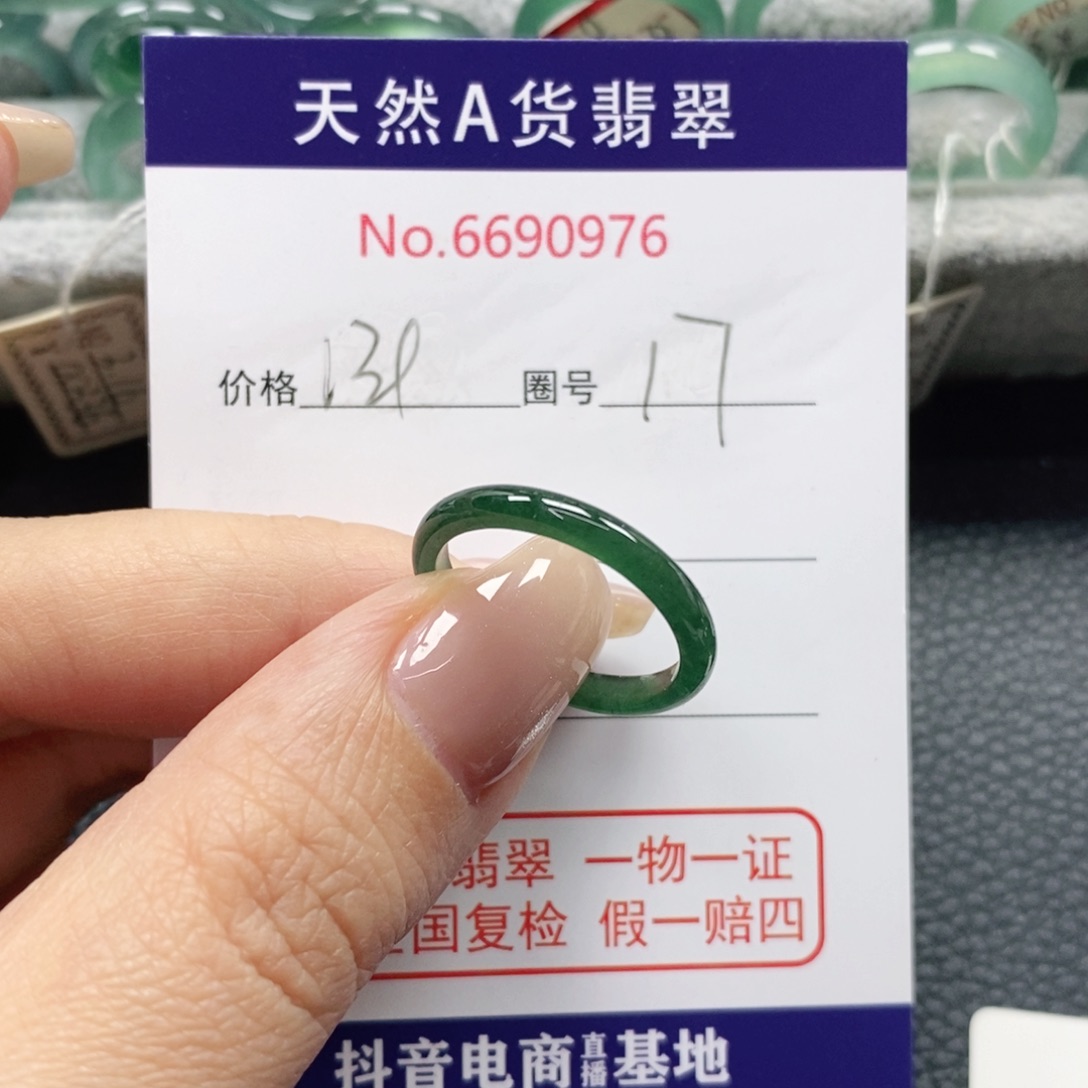 天然A货翡翠
No.6690976
价格 圈号 17
翡翠 一物一证
国复检 假一赔四
抖音电商直播基地